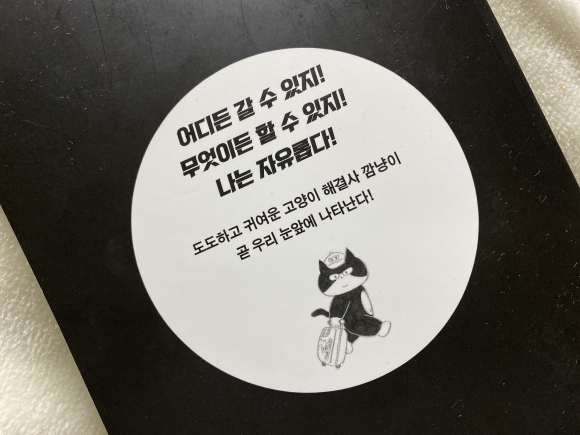 어디든 갈 수 있지!
무엇이든 할 수 있지!
나는 자유롭다!
도도하고 귀여운 고양이 해결사 깜냥이
곧 우리 눈앞에 나타난다!